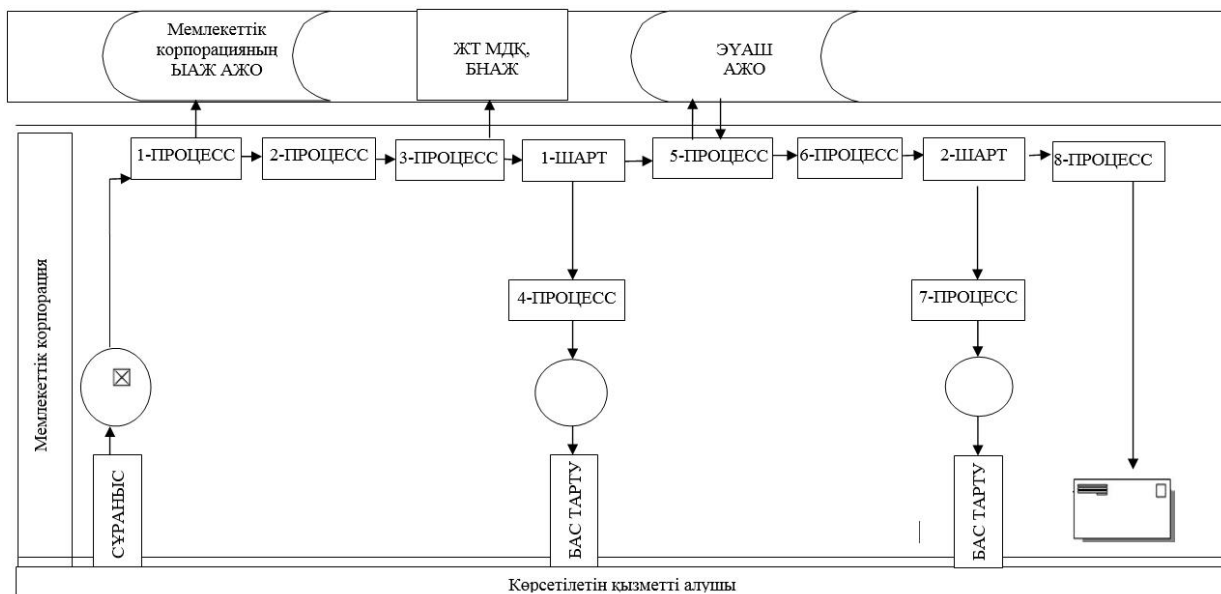 Мемлекеттік
корпорацияның
ЫАЖ АЖО
ЖТ МДҚ,
БНАЖ
ЭҮАШ
АЖО
1-ПРОЦЕСС
2-ПРОЦЕСС
3-ПРОЦЕСС
1-ШАРТ
5-ПРОЦЕСС
6-ПРОЦЕСС
2-ШАРТ
8-ПРОЦЕСС
4-ПРОЦЕСС
7-ПРОЦЕСС
Мемлекеттік корпорация
СҰРАНЫС
БАС ТАРТУ
БАС ТАРТУ
Көрсетілетін қызметті алушы